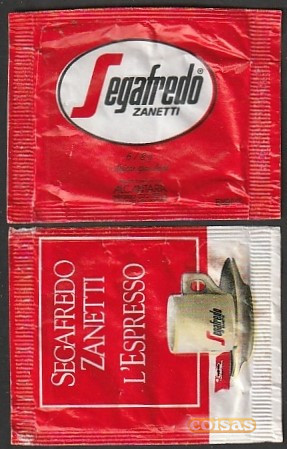 Segafredo®
ZANETTI
SEGAFREDO
ZANETTI
L'ESPRESSO
Segafredo
coisas